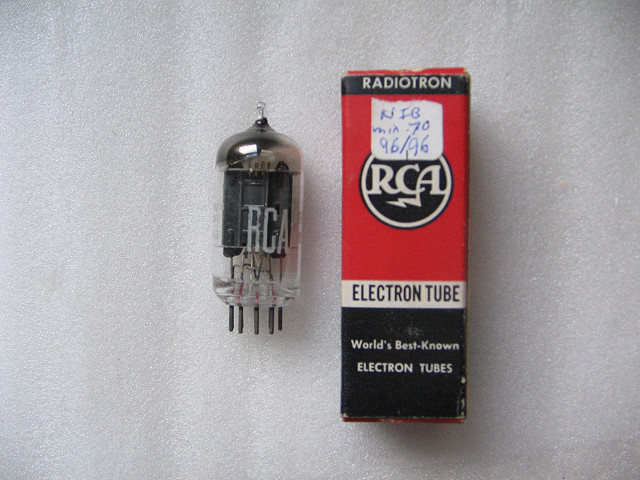 RCA
RADIOTRON
NIB
min:70
96/96
RCA
ELECTRON TUBE
World's Best-Known
ELECTRON TUBES